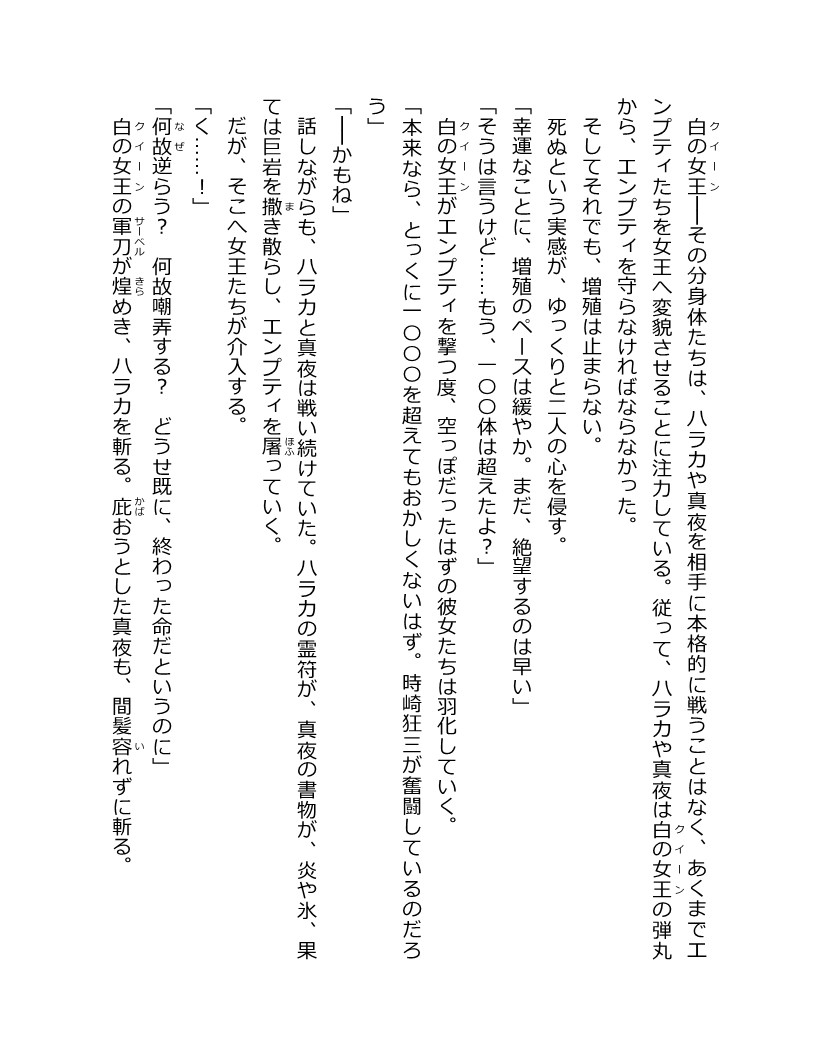 白の女王――その分身体たちは、ハラカや真夜を相手に本格的に戦うことはなく、あくまでエ
ンプティたちを女王へ変貌させることに注力している。従って、ハラカや真夜は白の女王の弾丸
から、エンプティを守らなければならなかった。
そしてそれでも、増殖は止まらない。
死ぬという実感が、ゆっくりと二人の心を侵す。
「幸運なことに、増殖のペースは緩やか。まだ、絶望するのは早い」
「そうは言うけど……もう、一〇〇体は超えたよ？」
白の女王がエンプティを撃つ度、空っぽだったはずの彼女たちは羽化していく。
「本来なら、とっくに一〇〇〇を超えてもおかしくないはず。時崎狂三が奮闘しているのだろ
う」
「――かもね」
話しながらも、ハラカと真夜は戦い続けていた。ハラカの霊符が、真夜の書物が、炎や氷、果
ては巨岩を撒き散らし、エンプティを屠っていく。
だが、そこへ女王たちが介入する。
「く……！」
「何故逆らう？　何故嘲弄する？　どうせ既に、終わった命だというのに」
白の女王の軍刀が煌めき、ハラカを斬る。庇おうとした真夜も、間髪容れずに斬る。